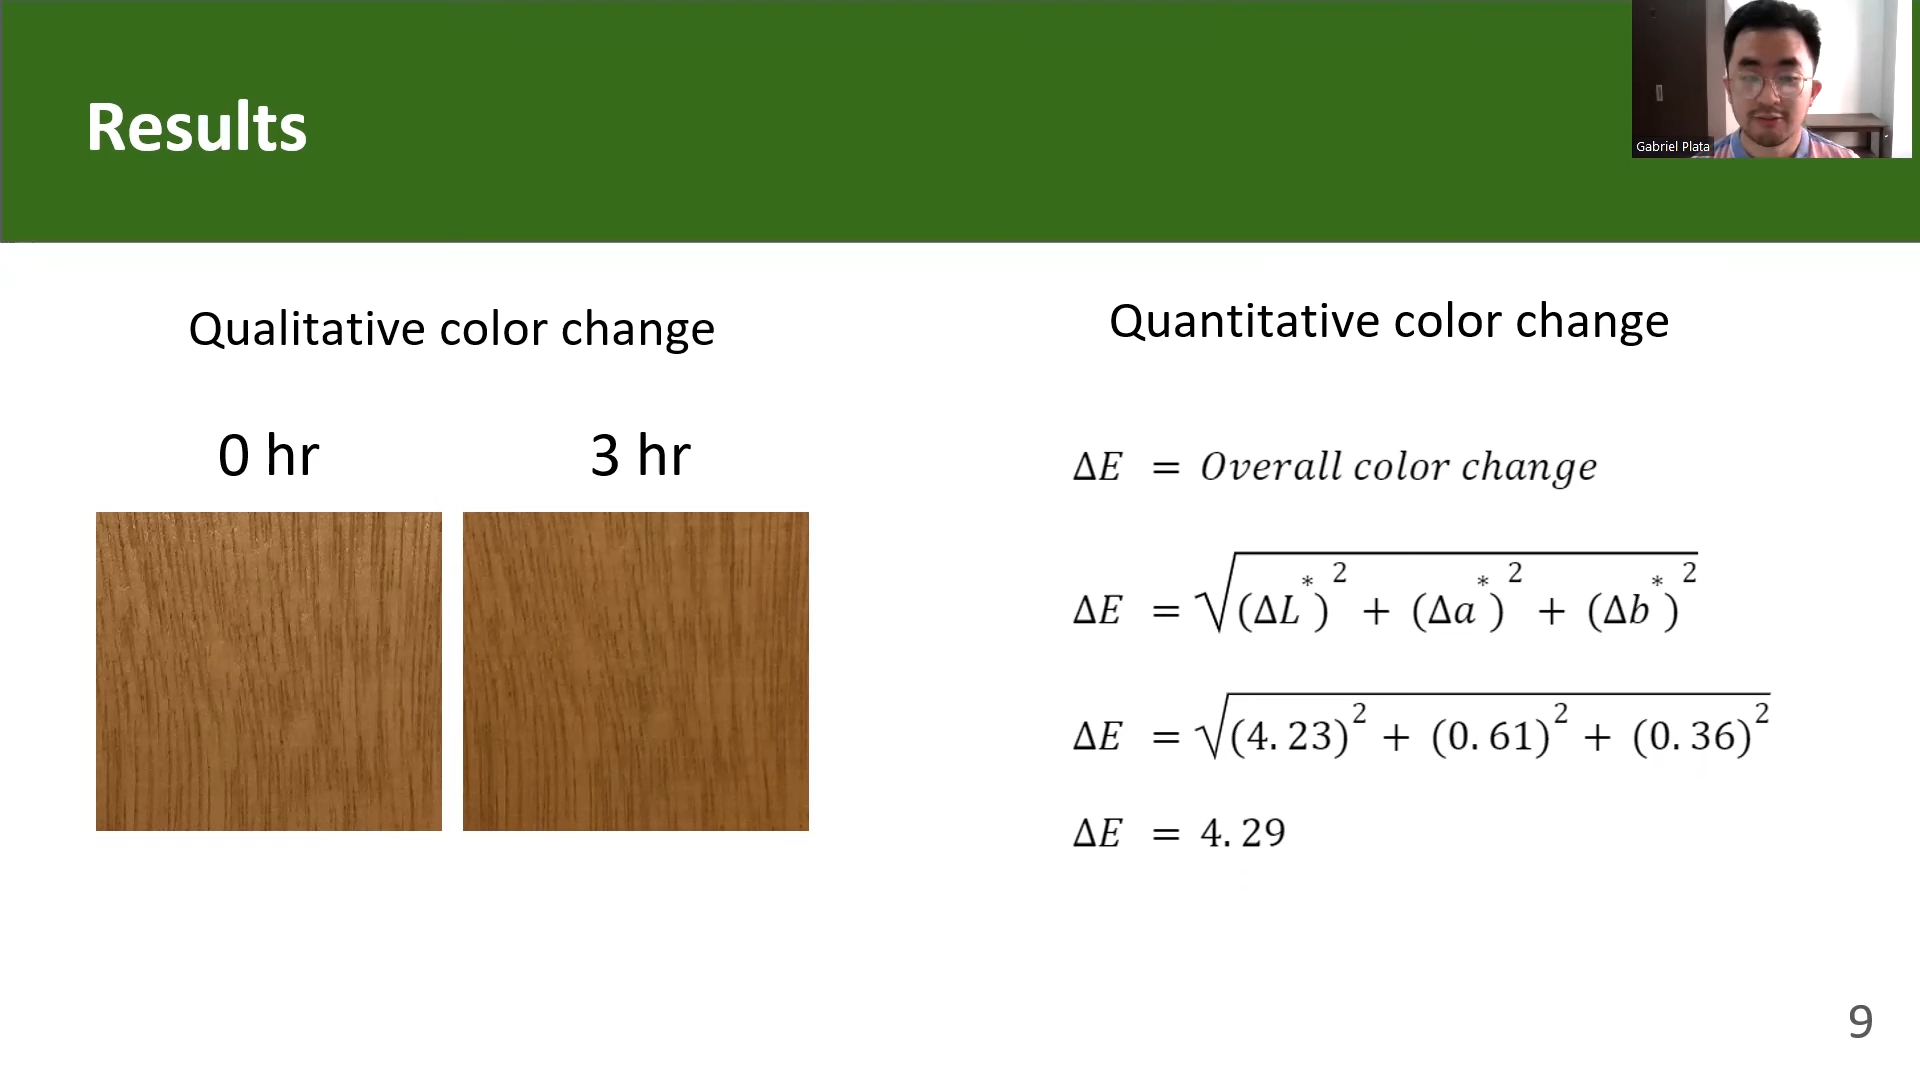 Results
Gabriel Plata
Qualitative color change
0 hr 3 hr
Quantitative color change
ΔE = Overall color change
ΔE = √(ΔL*)² + (Δa*)² + (Δb*)²
ΔE = √(4.23)² + (0.61)² + (0.36)²
ΔE = 4.29
9